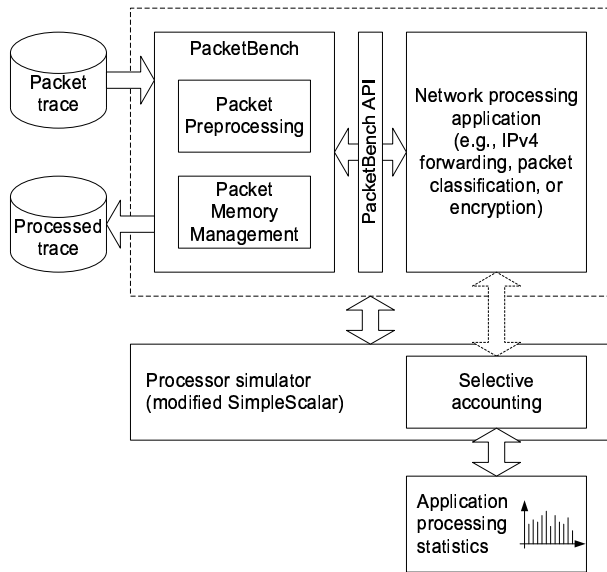 Packet
trace
Processed
trace
PacketBench
Packet
Preprocessing
Packet
Memory
Management
PacketBench API
Network processing
application
(e.g., IPv4
forwarding, packet
classification, or
encryption)
Processor simulator
(modified SimpleScalar)
Selective
accounting
Application
processing
statistics